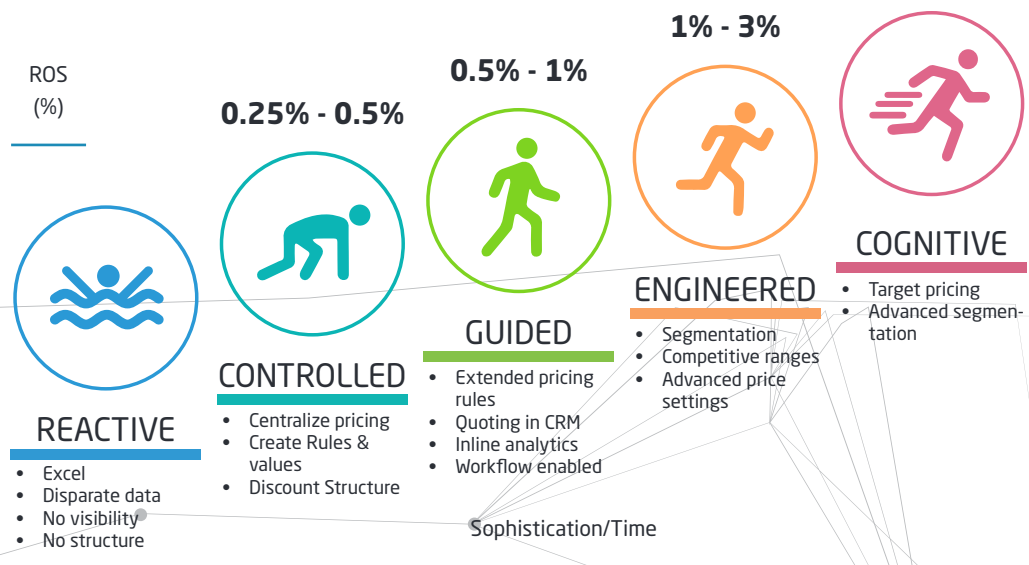 ROS
(%)
0.25% - 0.5%
0.5% - 1%
1% - 3%
REACTIVE
• Excel
• Disparate data
• No visibility
• No structure
CONTROLLED
• Centralize pricing
• Create Rules &
values
• Discount Structure
GUIDED
• Extended pricing
rules
• Quoting in CRM
• Inline analytics
• Workflow enabled
ENGINEERED
• Segmentation
• Competitive ranges
• Advanced price
settings
COGNITIVE
• Target pricing
• Advanced segmen-
tation
Sophistication/Time